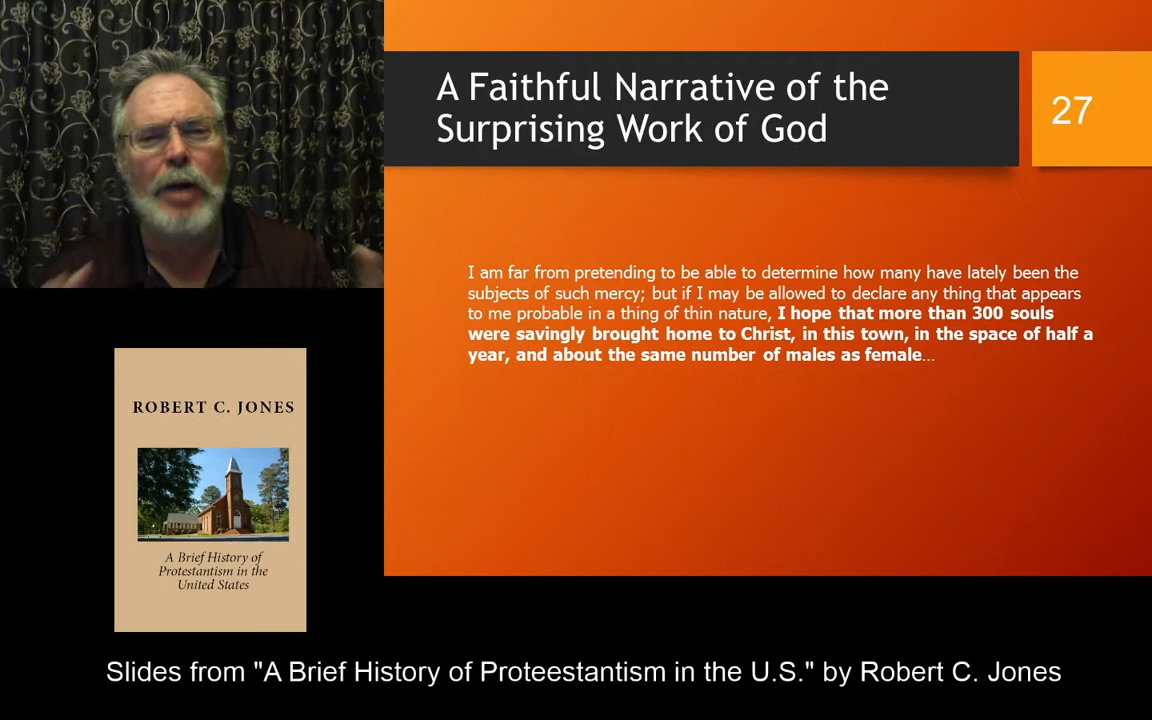 A Faithful Narrative of the
Surprising Work of God
27
I am far from pretending to be able to determine how many have lately been the
subjects of such mercy; but if I may be allowed to declare any thing that appears
to me probable in a thing of thin nature, I hope that more than 300 souls
were savingly brought home to Christ, in this town, in the space of half a
year, and about the same number of males as female...
ROBERT C. JONES
A Brief History of
Protestantism in the
United States
Slides from "A Brief History of Proteestantism in the U.S." by Robert C. Jones